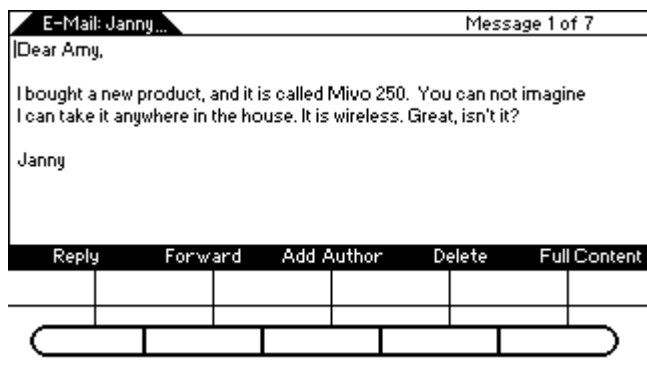 E-Mail: Janny...
Message 1 of 7
Dear Amy,
I bought a new product, and it is called Mivo 250. You can not imagine
I can take it anywhere in the house. It is wireless. Great, isn't it?
Janny
Reply Forward Add Author Delete Full Content